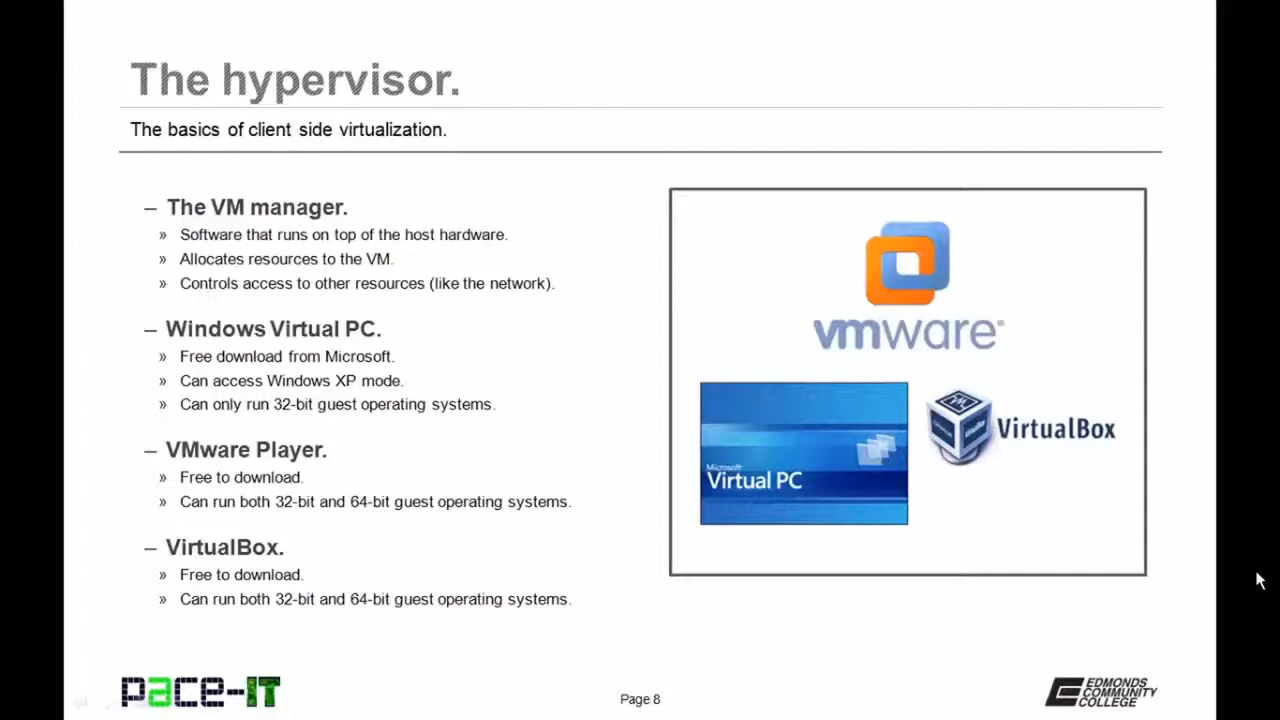 The hypervisor.
The basics of client side virtualization.
– The VM manager.
» Software that runs on top of the host hardware.
» Allocates resources to the VM.
» Controls access to other resources (like the network).
– Windows Virtual PC.
» Free download from Microsoft.
» Can access Windows XP mode.
» Can only run 32-bit guest operating systems.
– VMware Player.
» Free to download.
» Can run both 32-bit and 64-bit guest operating systems.
– VirtualBox.
» Free to download.
» Can run both 32-bit and 64-bit guest operating systems.
vmware®
Microsoft
Virtual PC
VirtualBox
pace-IT
Page 8
EDMONDS
COMMUNITY
COLLEGE